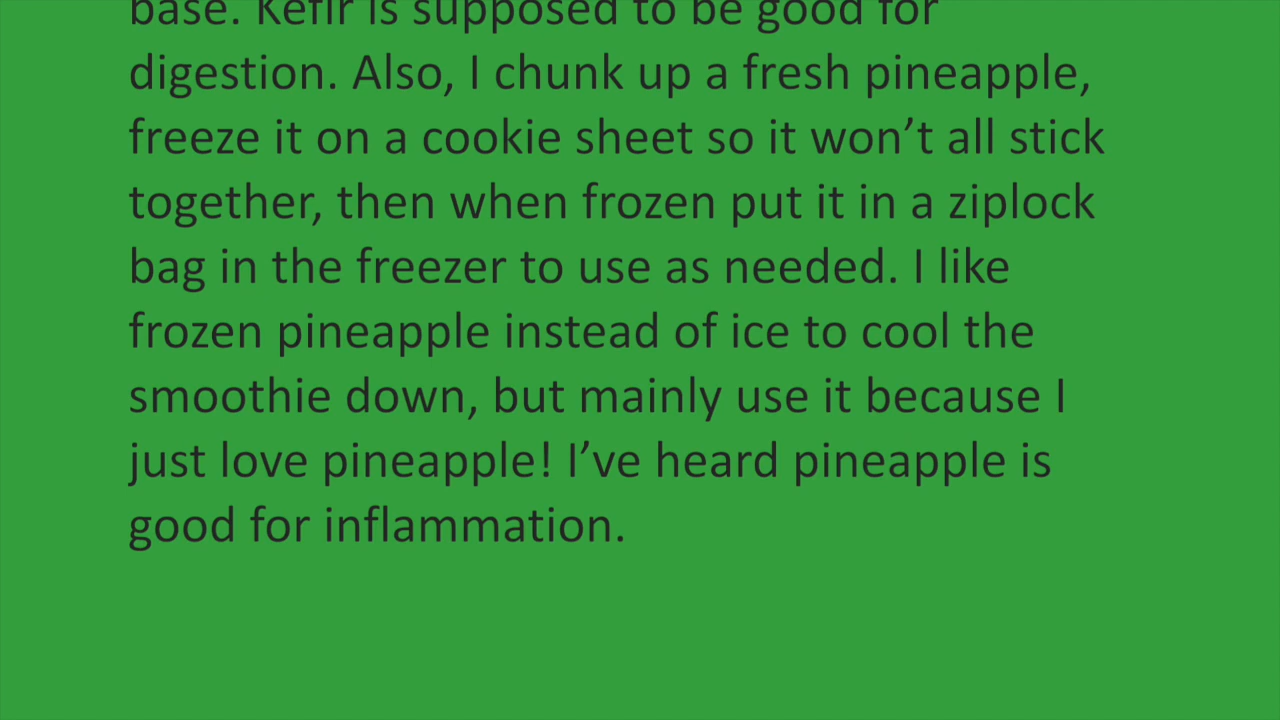 base. Kefir is supposed to be good for
digestion. Also, I chunk up a fresh pineapple,
freeze it on a cookie sheet so it won’t all stick
together, then when frozen put it in a ziplock
bag in the freezer to use as needed. I like
frozen pineapple instead of ice to cool the
smoothie down, but mainly use it because I
just love pineapple! I’ve heard pineapple is
good for inflammation.